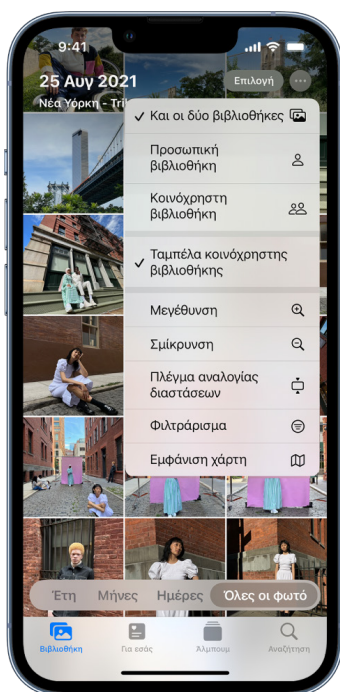 9:41
25 Αυγ 2021
Επιλογή
Νέα Υόρκη - Tri
Και οι δύο βιβλιοθήκες
Προσωπική
βιβλιοθήκη
Κοινόχρηστη
βιβλιοθήκη
Ταμπέλα κοινόχρηστης
βιβλιοθήκης
Μεγέθυνση
Σμίκρυνση
Πλέγμα αναλογίας
διαστάσεων
Φιλτράρισμα
Εμφάνιση χάρτη
Έτη Μήνες Ημέρες Όλες οι φωτό
Βιβλιοθήκη Για εσάς Άλμπουμ Αναζήτηση